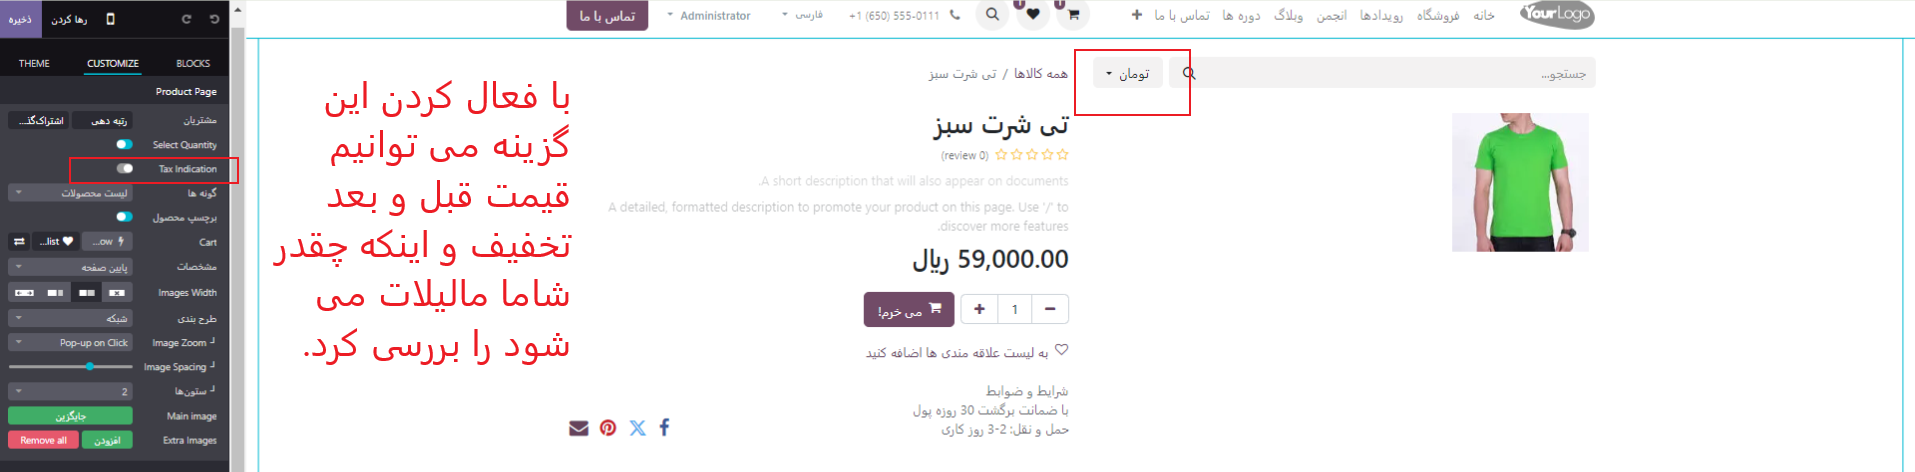 ذخیره
رها کردن
THEME
CUSTOMIZE
BLOCKS
Product Page
مشتریان
رتبه دهی
اشتراک‌گذ...
Select Quantity
Tax Indication
گونه ها
لیست محصولات
برچسپ محصول
Cart
...ow
...list
مشخصات
پایین صفحه
Images Width
طرح بندی
شبکه
Image Zoom
Pop-up on Click
Image Spacing
ستون‌ها
2
Main image
جایگزین
Extra Images
افزودن
Remove all
YourLogo
خانه
فروشگاه
رویدادها
انجمن
وبلاگ
دوره ها
تماس با ما
+1 (650) 555-0111
فارسی
Administrator
تماس با ما
جستجو...
تومان
همه کالاها / تی شرت سبز
تی شرت سبز
(0 review)
A short description that will also appear on documents.
A detailed, formatted description to promote your product on this page. Use '/' to
discover more features.
59,000.00 ریال
1
می خرم!
به لیست علاقه مندی ها اضافه کنید
شرایط و ضوابط
با ضمانت برگشت 30 روزه پول
حمل و نقل: 2-3 روز کاری
با فعال کردن این
گزینه می توانیم
قیمت قبل و بعد
تخفیف و اینکه چقدر
شاما مالیلات می
شود را بررسی کرد.